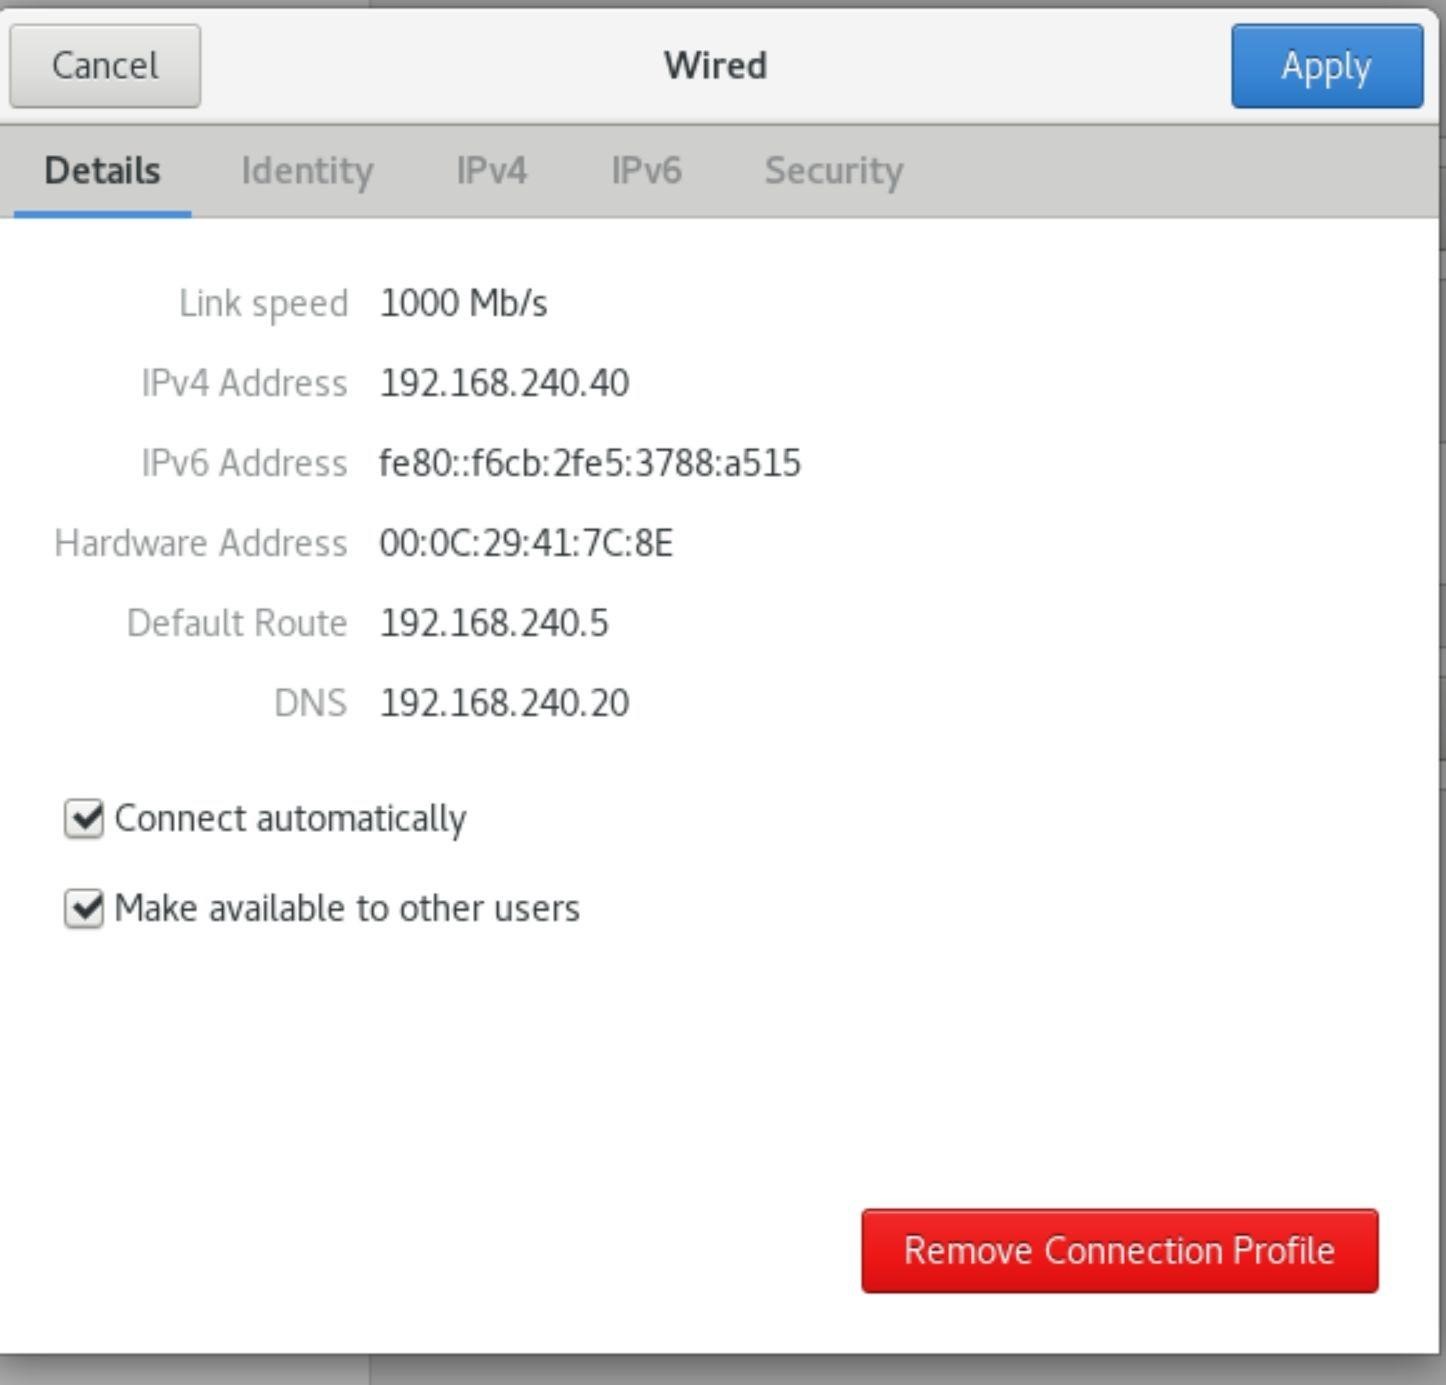 Cancel Wired Apply
Details Identity IPv4 IPv6 Security
Link speed 1000 Mb/s
IPv4 Address 192.168.240.40
IPv6 Address fe80::f6cb:2fe5:3788:a515
Hardware Address 00:0C:29:41:7C:8E
Default Route 192.168.240.5
DNS 192.168.240.20
Connect automatically
Make available to other users
Remove Connection Profile